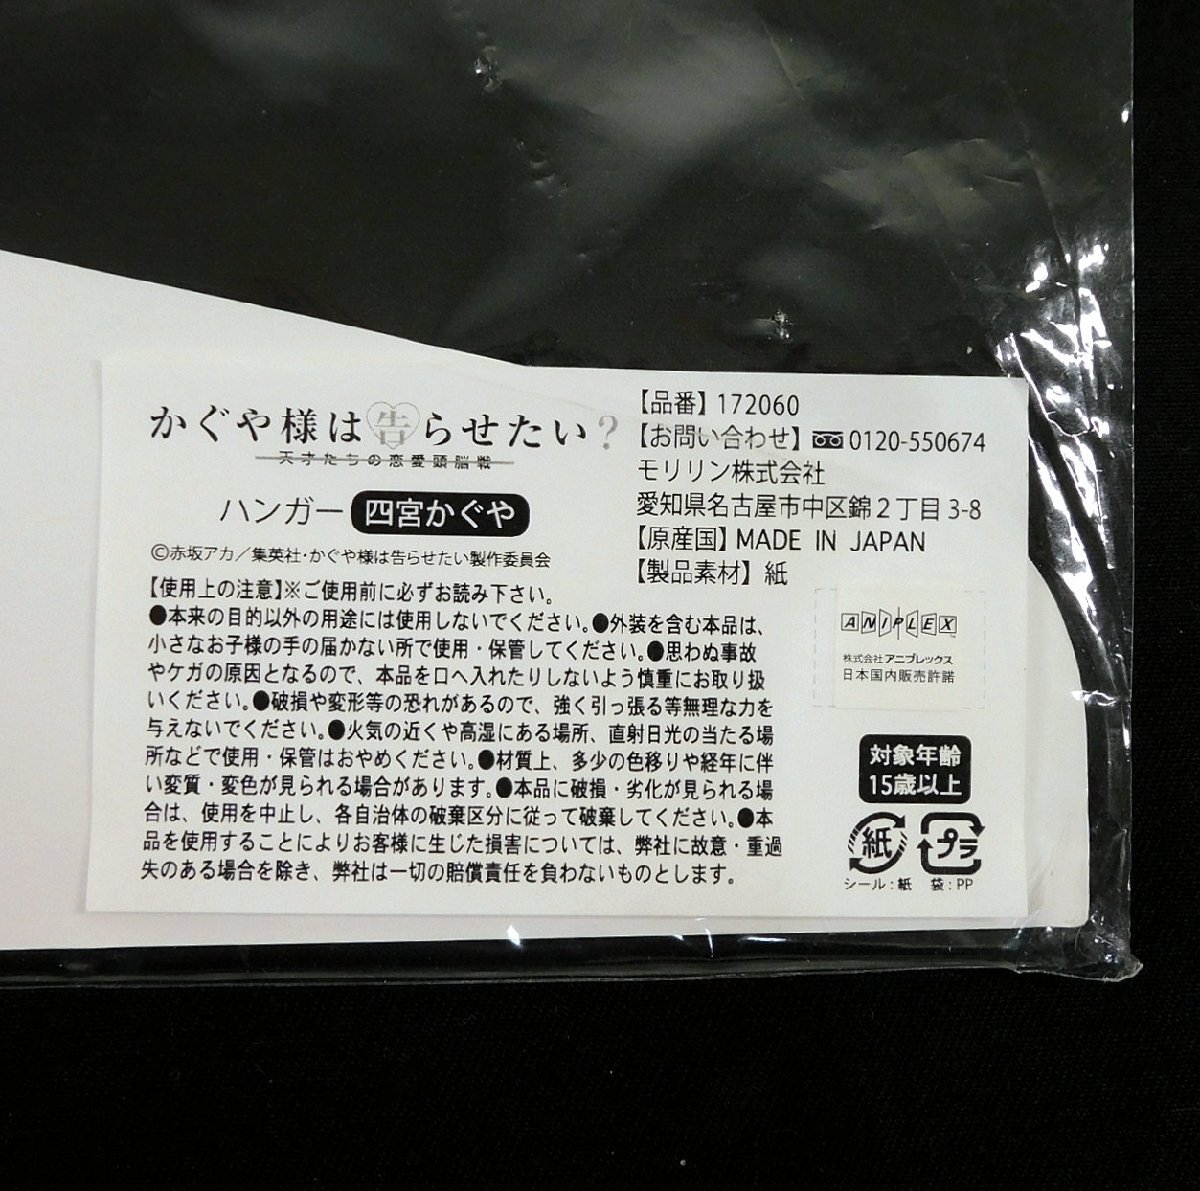 かぐや様は告らせたい?
天才たちの恋愛頭脳戦
ハンガー 四宮かぐや
©赤坂アカ/集英社・かぐや様は告らせたい製作委員会
【使用上の注意】※ご使用前に必ずお読み下さい。
●本来の目的以外の用途には使用しないでください。●外装を含む本品は、
小さなお子様の手の届かない所で使用・保管してください。●思わぬ事故
やケガの原因となるので、本品を口へ入れたりしないよう慎重にお取り扱
いください。●破損や変形等の恐れがあるので、強く引っ張る等無理な力を
与えないでください。●火気の近くや高湿にある場所、直射日光の当たる場
所などで使用・保管はおやめください。●材質上、多少の色移りや経年に伴
い変質・変色が見られる場合があります。●本品に破損・劣化が見られる場
合は、使用を中止し、各自治体の破棄区分に従って破棄してください。●本
品を使用することによりお客様に生じた損害については、弊社に故意・重過
失のある場合を除き、弊社は一切の賠償責任を負わないものとします。
【品番】172060
【お問い合わせ】0120-550674
モリリン株式会社
愛知県名古屋市中区錦2丁目3-8
【原産国】MADE IN JAPAN
【製品素材】紙
ANIPLEX
株式会社アニプレックス
日本国内販売許諾
対象年齢
15歳以上
紙 プラ
シール:紙 袋:PP